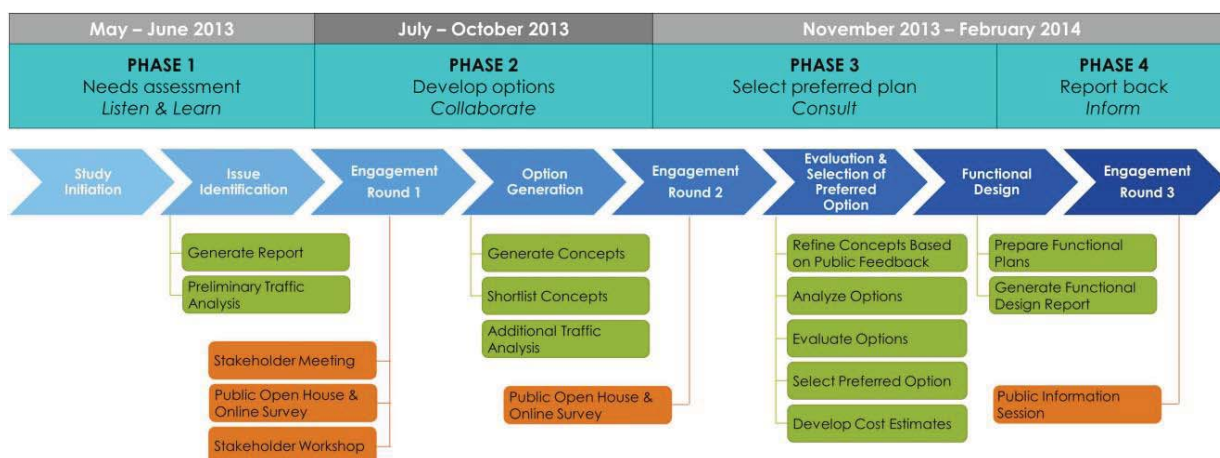 May – June 2013
July – October 2013
November 2013 – February 2014
PHASE 1
Needs assessment
Listen & Learn
PHASE 2
Develop options
Collaborate
PHASE 3
Select preferred plan
Consult
PHASE 4
Report back
Inform
Study
Initiation
Issue
Identification
Engagement
Round 1
Option
Generation
Engagement
Round 2
Evaluation &
Selection of
Preferred
Option
Functional
Design
Engagement
Round 3
Generate Report
Preliminary Traffic
Analysis
Stakeholder Meeting
Public Open House &
Online Survey
Stakeholder Workshop
Generate Concepts
Shortlist Concepts
Additional Traffic
Analysis
Public Open House &
Online Survey
Refine Concepts Based
on Public Feedback
Analyze Options
Evaluate Options
Select Preferred Option
Develop Cost Estimates
Prepare Functional
Plans
Generate Functional
Design Report
Public Information
Session